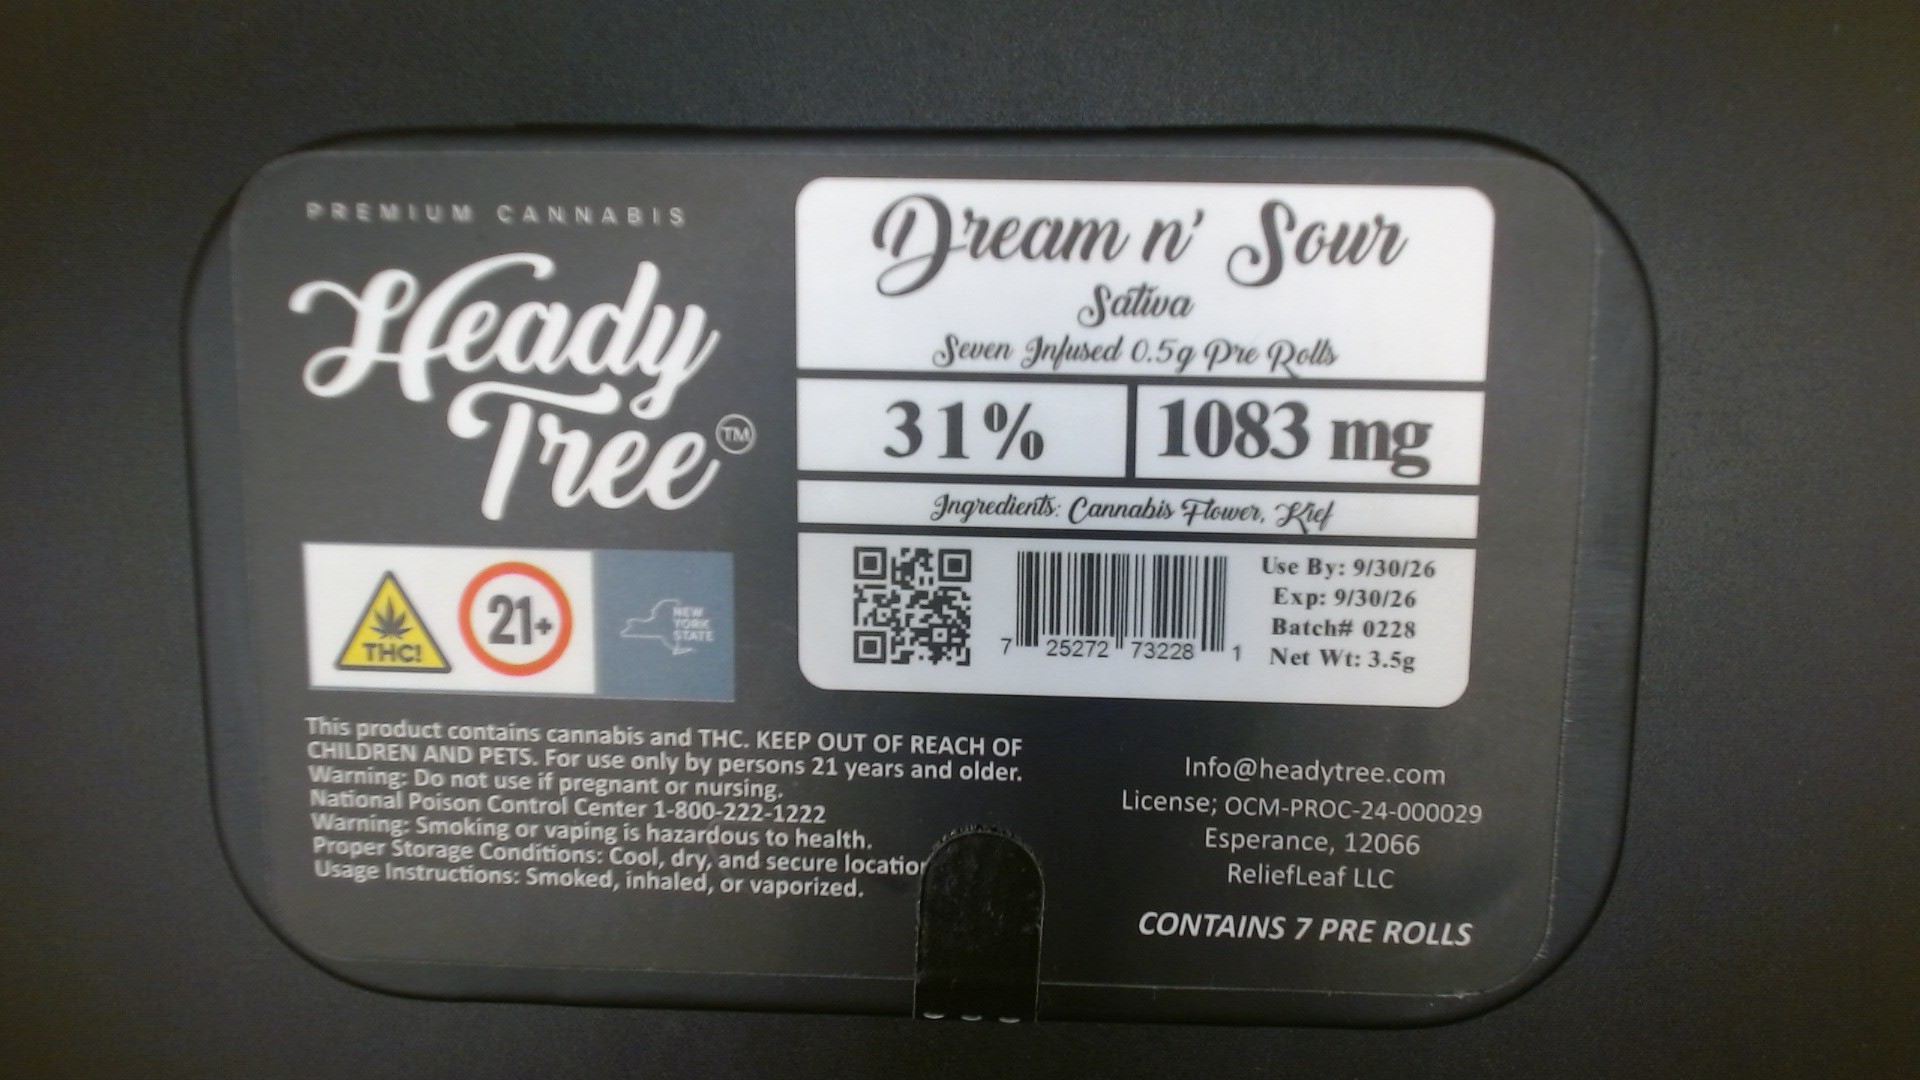 PREMIUM CANNABIS
Heady
Tree TM
THC!
21+
NEW
YORK
STATE
This product contains cannabis and THC. KEEP OUT OF REACH OF
CHILDREN AND PETS. For use only by persons 21 years and older.
Warning: Do not use if pregnant or nursing.
National Poison Control Center 1-800-222-1222
Warning: Smoking or vaping is hazardous to health.
Proper Storage Conditions: Cool, dry, and secure location
Usage Instructions: Smoked, inhaled, or vaporized.
Dream n' Sour
Sativa
Seven Infused 0.5g Pre Rolls
31%
1083 mg
Ingredients: Cannabis Flower, Kief
7 25272 73228 1
Use By: 9/30/26
Exp: 9/30/26
Batch# 0228
Net Wt: 3.5g
Info@headytree.com
License; OCM-PROC-24-000029
Esperance, 12066
ReliefLeaf LLC
CONTAINS 7 PRE ROLLS